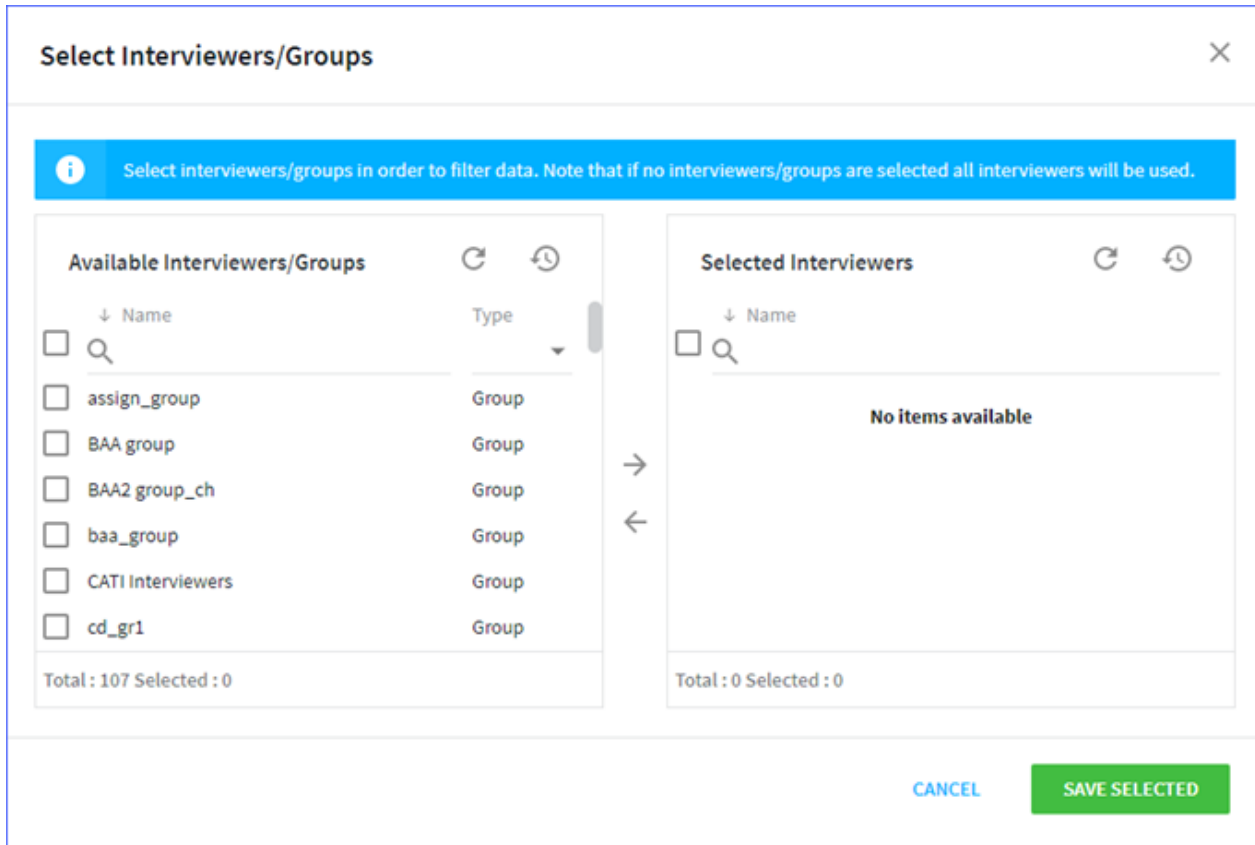 Select Interviewers/Groups
Select interviewers/groups in order to filter data. Note that if no interviewers/groups are selected all interviewers will be used.
Available Interviewers/Groups
Name Type
assign_group Group
BAA group Group
BAA2 group_ch Group
baa_group Group
CATI Interviewers Group
cd_gr1 Group
Total : 107 Selected : 0
Selected Interviewers
Name
No items available
Total : 0 Selected : 0
CANCEL SAVE SELECTED